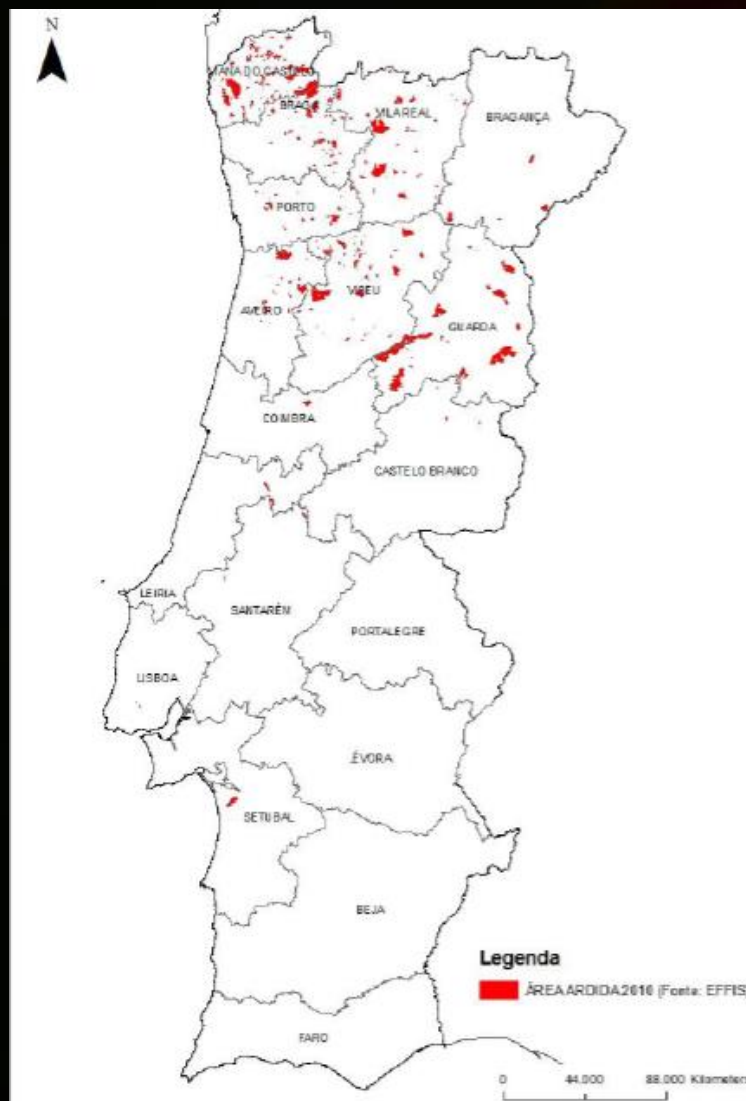 N
VIANA DO CASTELO
BRAGA
VILA REAL
BRAGANÇA
PORTO
AVEIRO
VISEU
GUARDA
COIMBRA
CASTELO BRANCO
LEIRIA
SANTARÉM
PORTALEGRE
LISBOA
ÉVORA
SETUBAL
BEJA
FARO
Legenda
ÁREA ARDIDA 2010 (Fonte: EFFIS
0 44.000 88.000 Kilometers